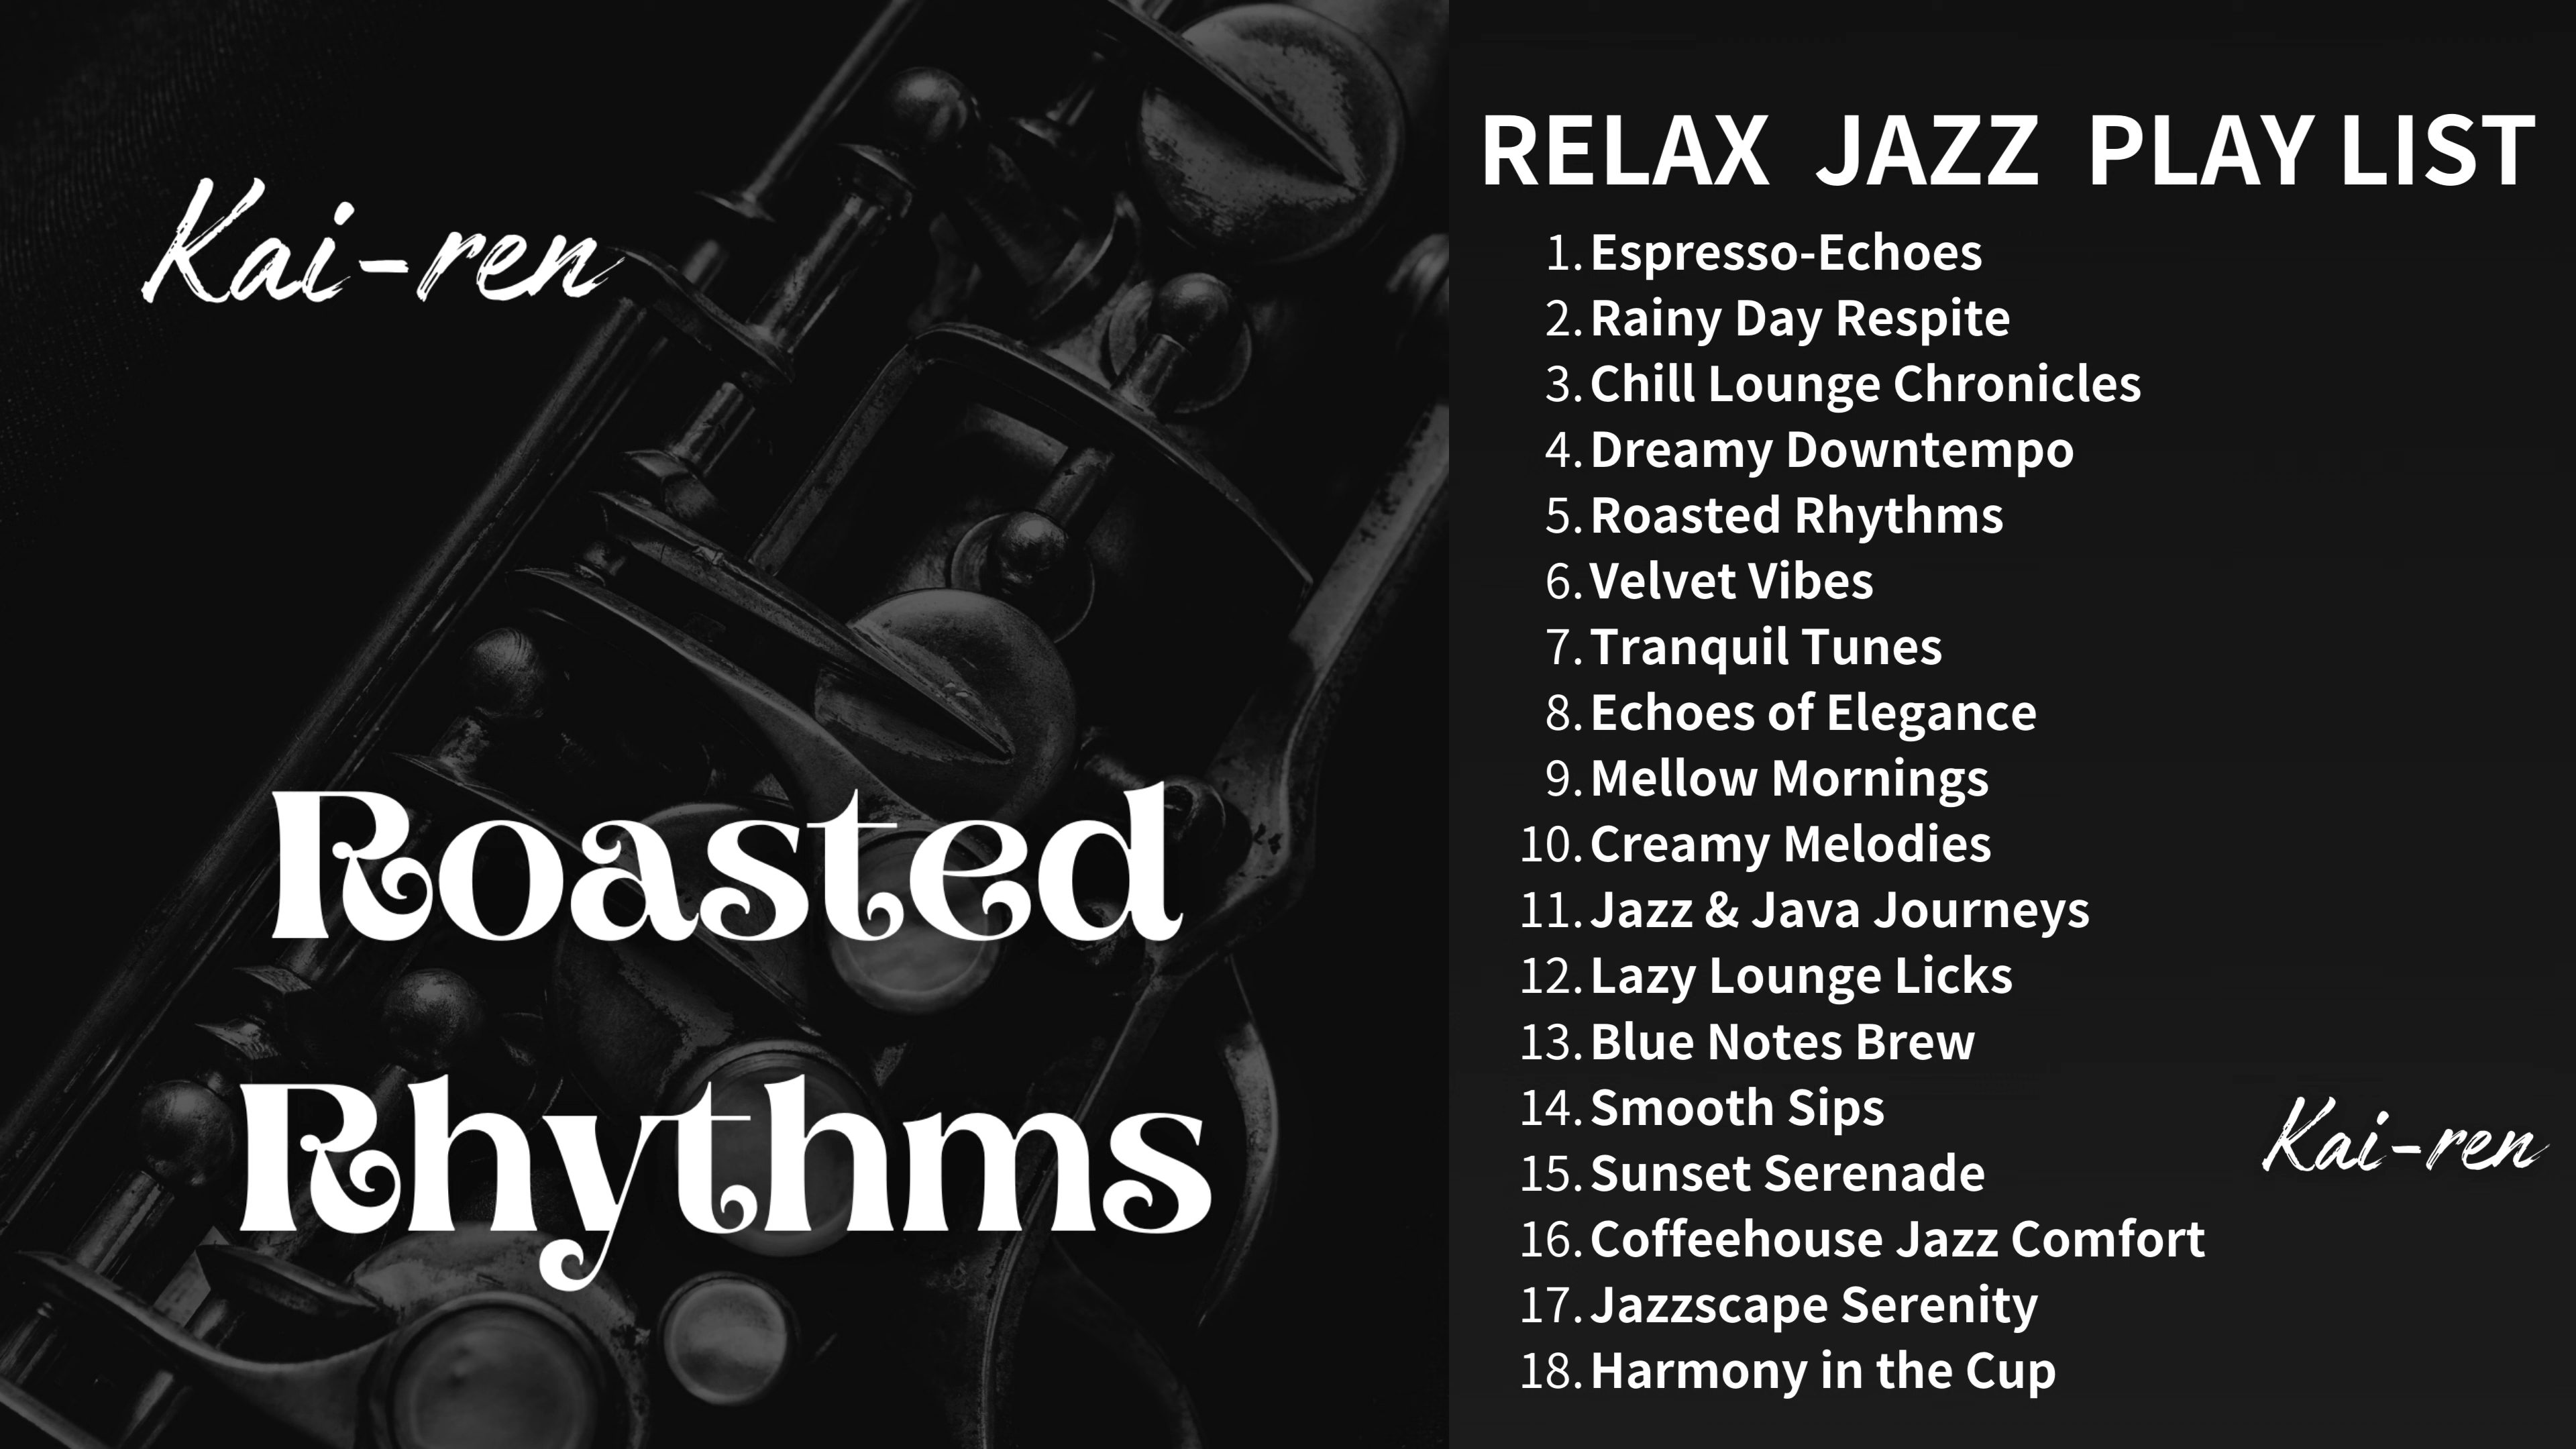 Kai-ren
Roasted
Rhythms
RELAX JAZZ PLAY LIST
1. Espresso-Echoes
2. Rainy Day Respite
3. Chill Lounge Chronicles
4. Dreamy Downtempo
5. Roasted Rhythms
6. Velvet Vibes
7. Tranquil Tunes
8. Echoes of Elegance
9. Mellow Mornings
10. Creamy Melodies
11. Jazz & Java Journeys
12. Lazy Lounge Licks
13. Blue Notes Brew
14. Smooth Sips
15. Sunset Serenade
16. Coffeehouse Jazz Comfort
17. Jazzscape Serenity
18. Harmony in the Cup
Kai-ren